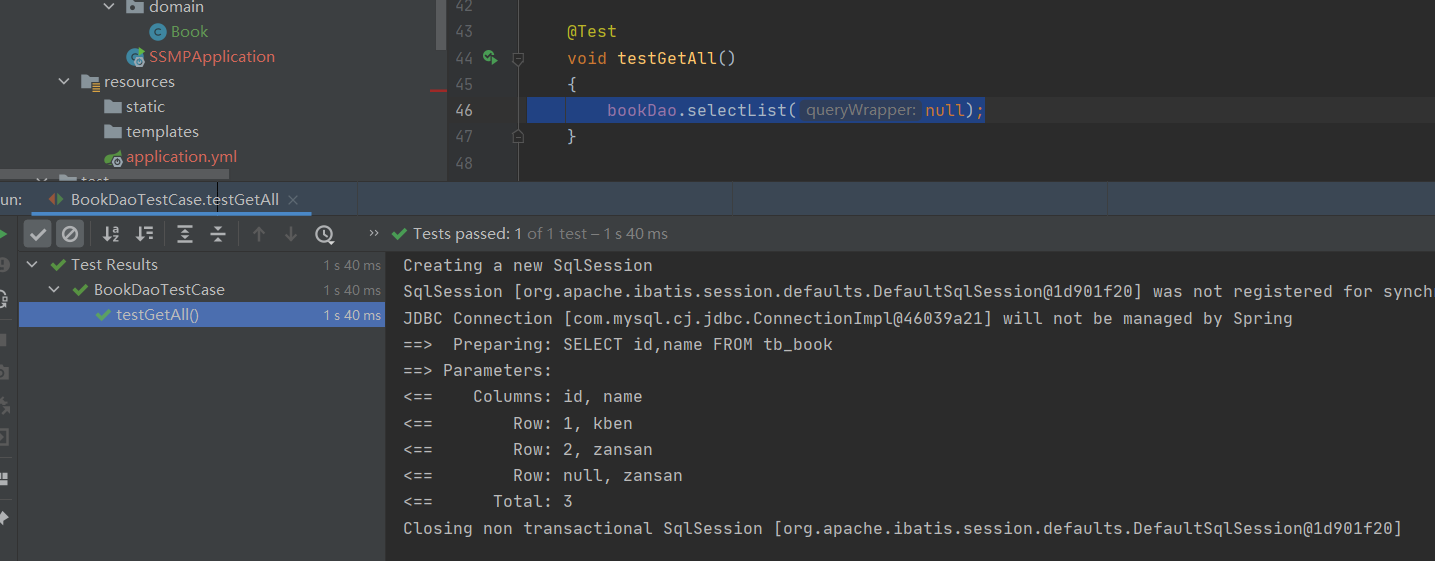 domain
Book
SSMPApplication
resources
static
templates
application.yml
42
43 @Test
44 void testGetAll()
45 {
46 bookDao.selectList( queryWrapper: null);
47 }
48
un: BookDaoTestCase.testGetAll ×
Tests passed: 1 of 1 test – 1 s 40 ms
Test Results 1 s 40 ms
BookDaoTestCase 1 s 40 ms
testGetAll() 1 s 40 ms
Creating a new SqlSession
SqlSession [org.apache.ibatis.session.defaults.DefaultSqlSession@1d901f20] was not registered for synch
JDBC Connection [com.mysql.cj.jdbc.ConnectionImpl@46039a21] will not be managed by Spring
==>  Preparing: SELECT id,name FROM tb_book
==> Parameters:
<==    Columns: id, name
<==        Row: 1, kben
<==        Row: 2, zansan
<==        Row: null, zansan
<==      Total: 3
Closing non transactional SqlSession [org.apache.ibatis.session.defaults.DefaultSqlSession@1d901f20]